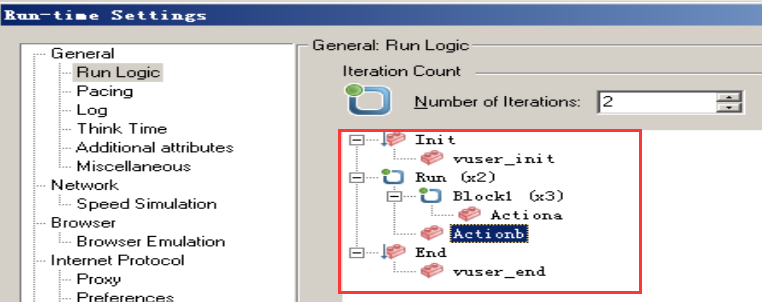 Run-time Settings
General
Run Logic
Pacing
Log
Think Time
Additional attributes
Miscellaneous
Network
Speed Simulation
Browser
Browser Emulation
Internet Protocol
Proxy
Preferences
General: Run Logic
Iteration Count
Number of Iterations: 2
Init
vuser_init
Run (x2)
Block1 (x3)
Actiona
Actionb
End
vuser_end